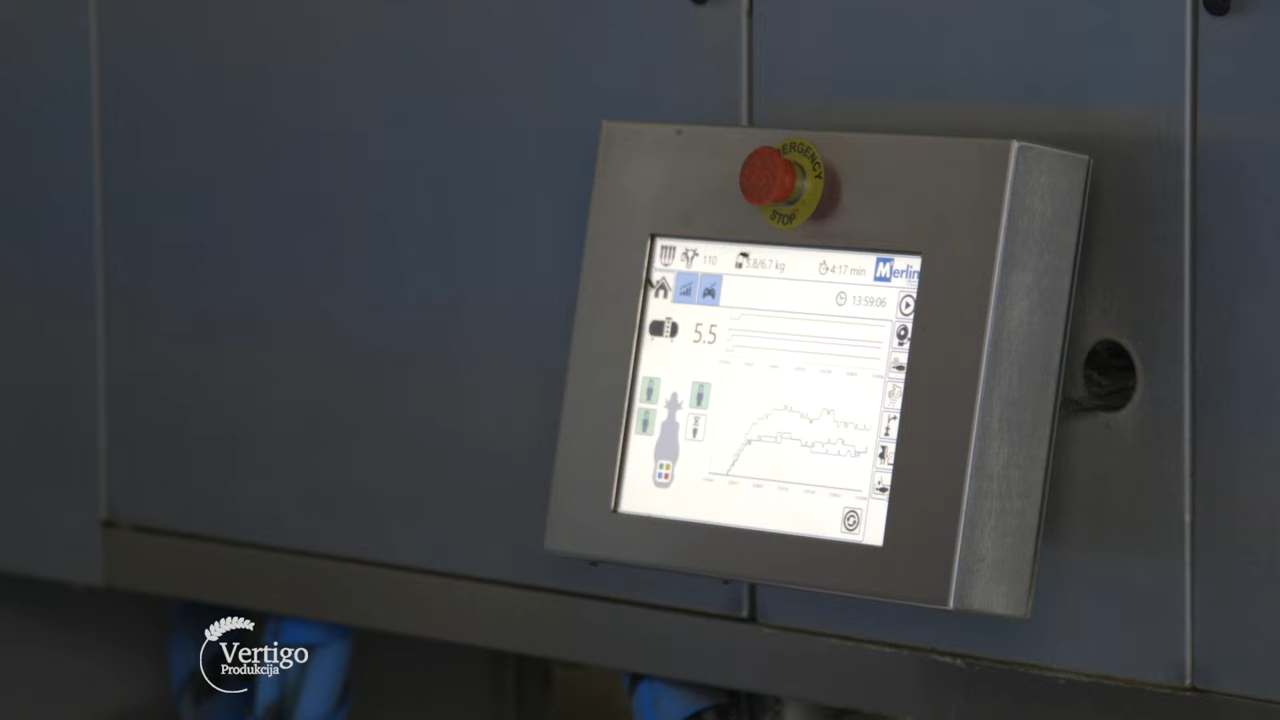 EMERGENCY
STOP
110
5.8/6.7 kg
4:17 min
Merlin
13:59:06
5.5
Vertigo
Produkcija